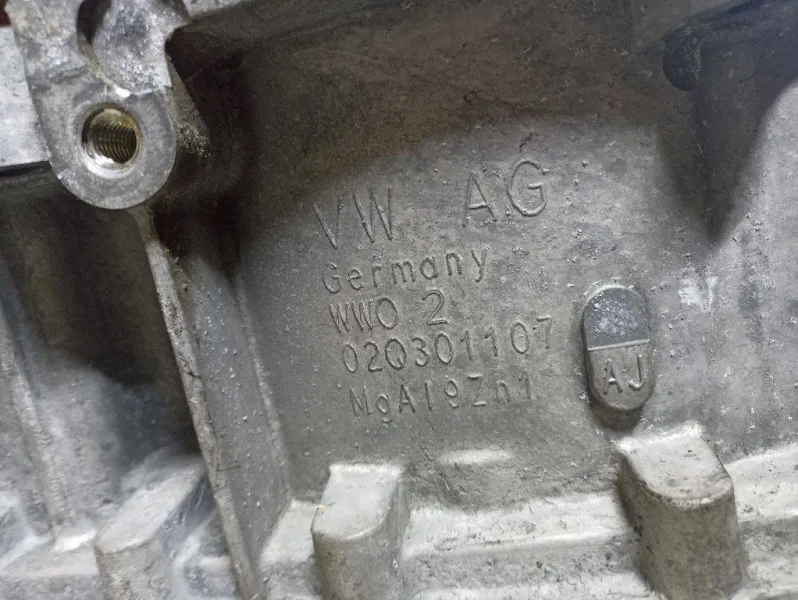 VW AG
Germany
WWO 2
02Q301107
MgAl9Zn1
AJ